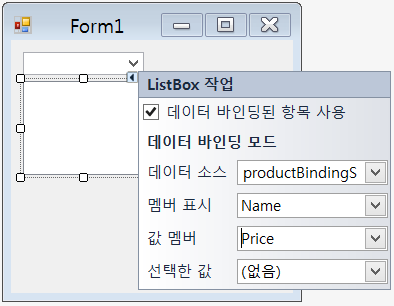 Form1
ListBox 작업
데이터 바인딩된 항목 사용
데이터 바인딩 모드
데이터 소스 productBindingS
멤버 표시 Name
값 멤버 Price
선택한 값 (없음)